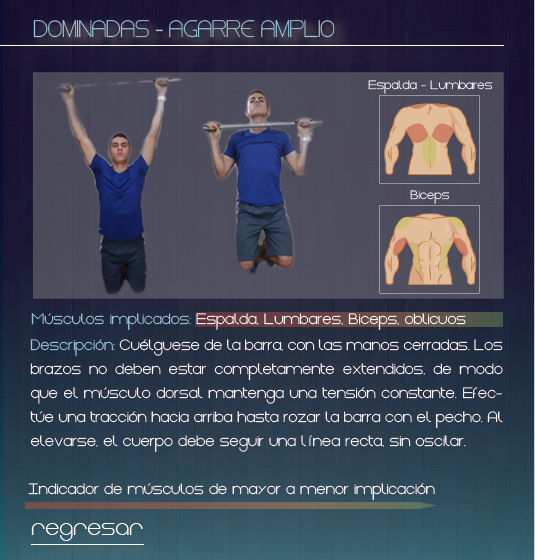 DOMINADAS - AGARRE AMPLIO
Espalda - Lumbares
Biceps
Músculos implicados: Espalda, Lumbares, Biceps, oblicuos
Descripción: Cuélguese de la barra, con las manos cerradas. Los
brazos no deben estar completamente extendidos, de modo
que el músculo dorsal mantenga una tensión constante. Efec-
túe una tracción hacia arriba hasta rozar la barra con el pecho. Al
elevarse, el cuerpo debe seguir una línea recta, sin oscilar.
Indicador de músculos de mayor a menor implicación
regresar